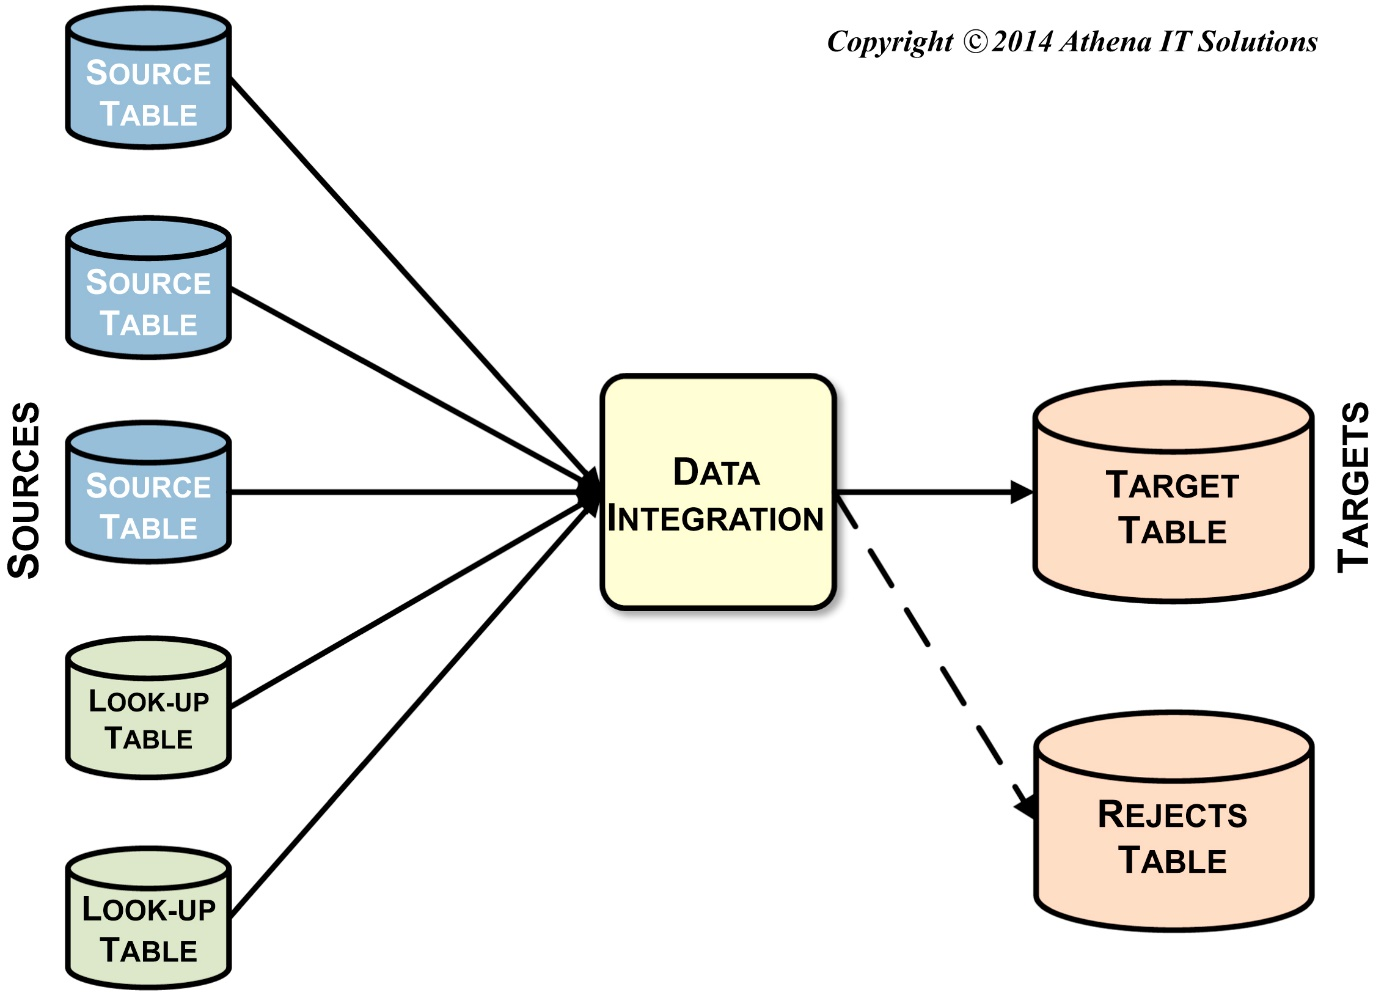 Copyright ©2014 Athena IT Solutions
SOURCES
SOURCE
TABLE
SOURCE
TABLE
SOURCE
TABLE
LOOK-UP
TABLE
LOOK-UP
TABLE
DATA
INTEGRATION
TARGET
TABLE
REJECTS
TABLE
TARGETS